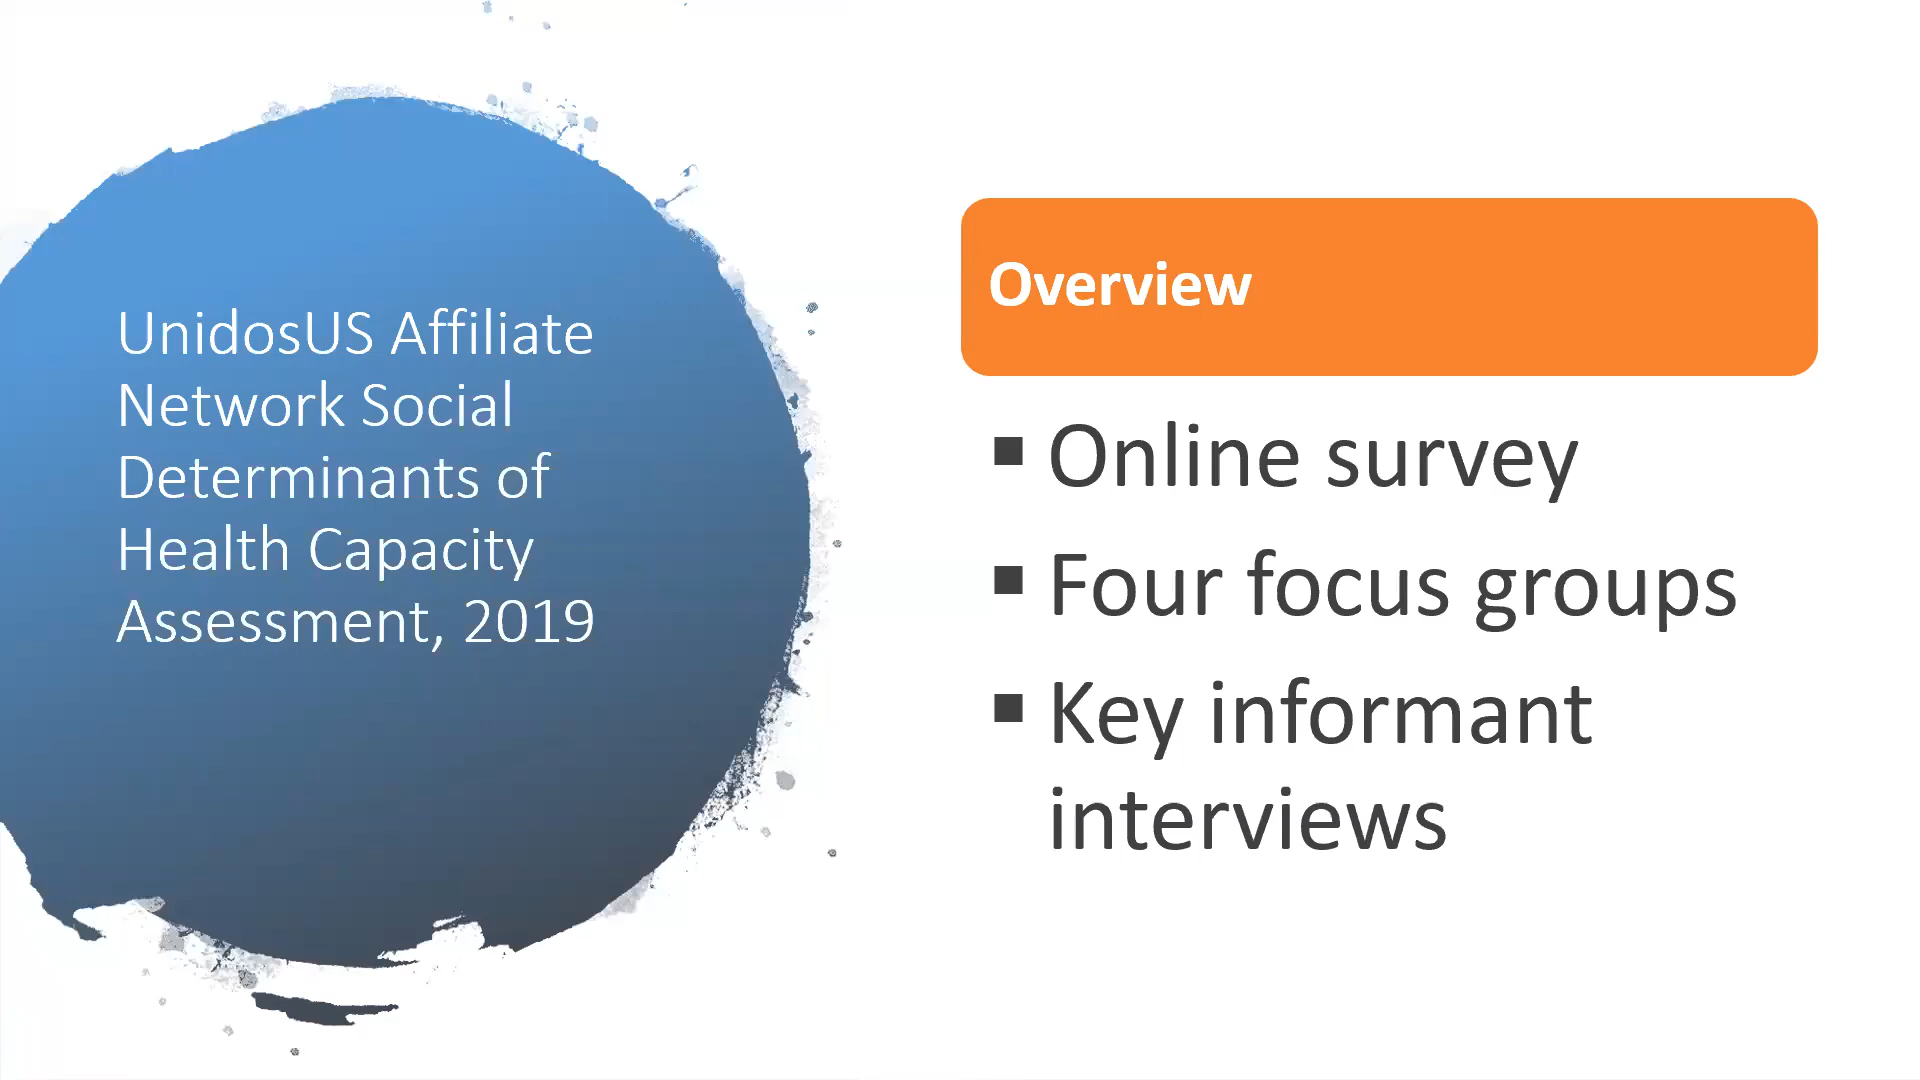 UnidosUS Affiliate
Network Social
Determinants of
Health Capacity
Assessment, 2019
Overview
▪ Online survey
▪ Four focus groups
▪ Key informant
interviews